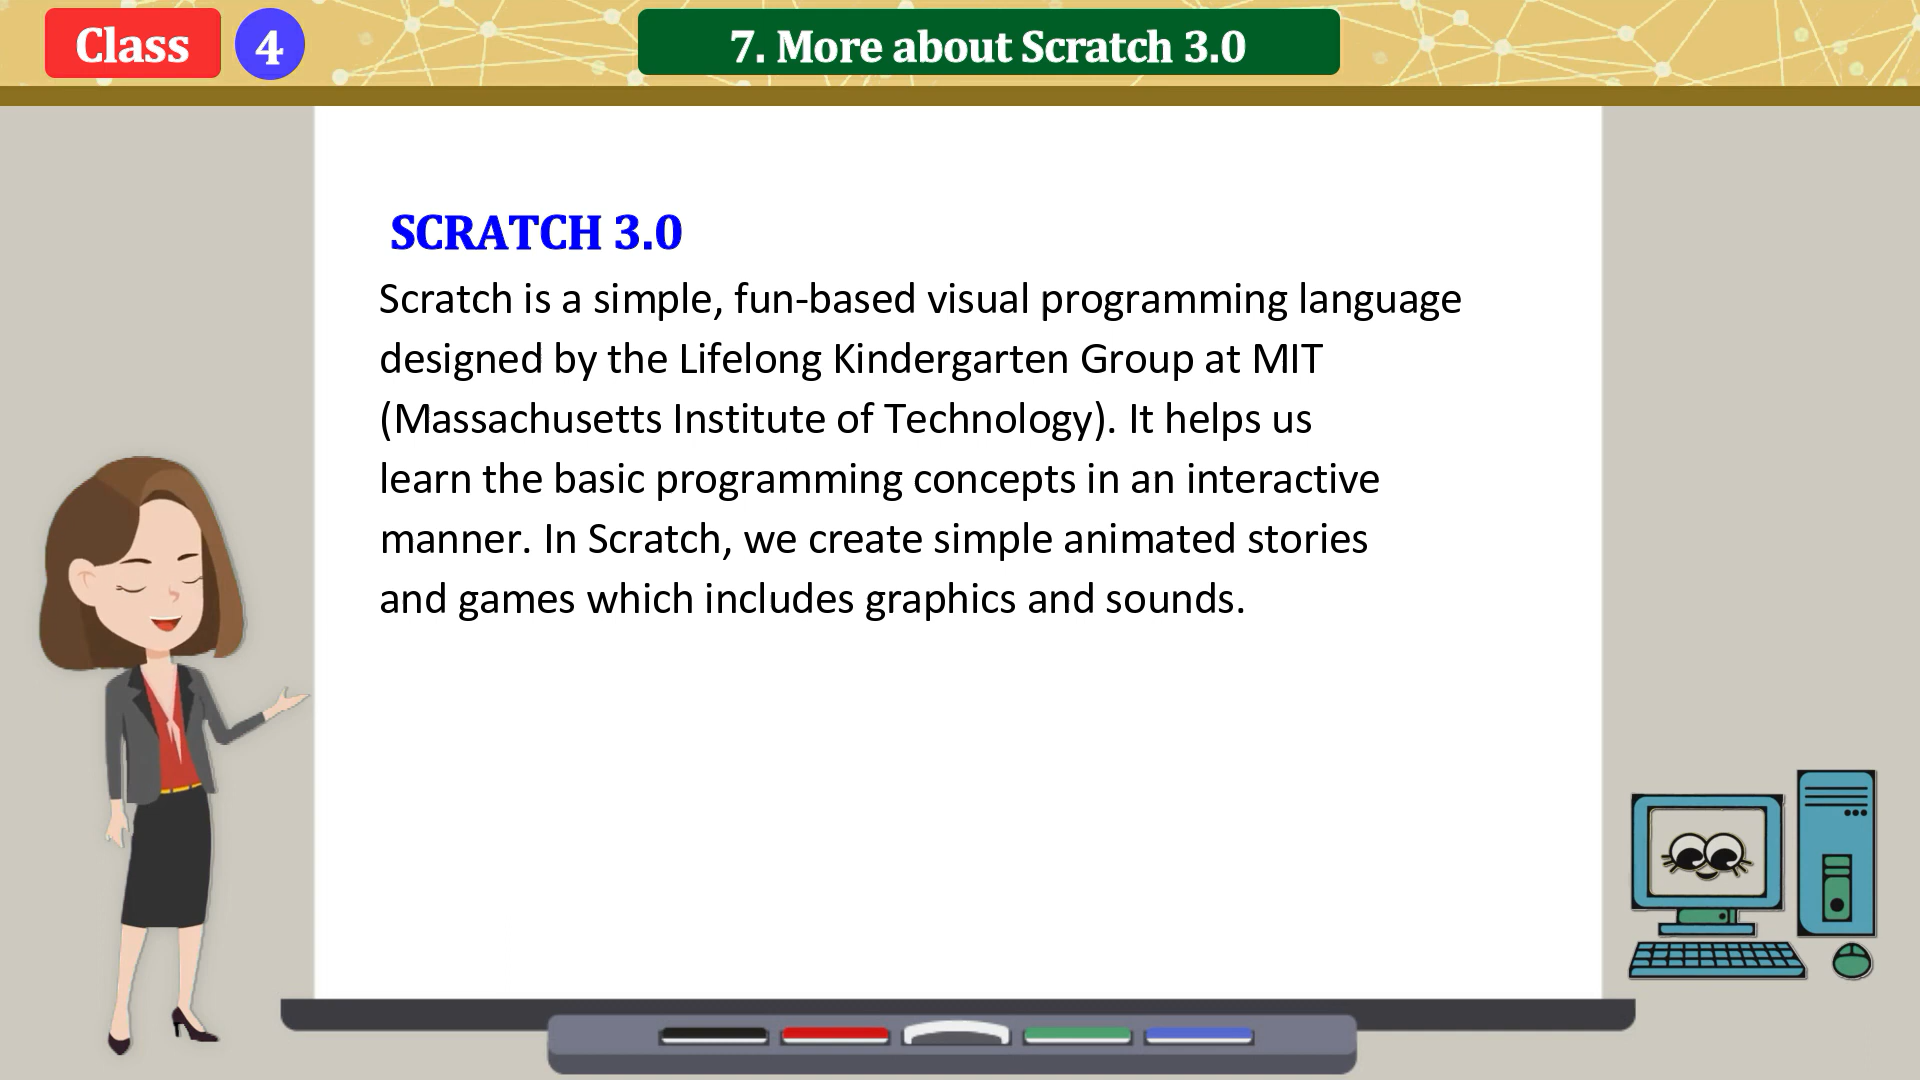 Class 4
7. More about Scratch 3.0
SCRATCH 3.0
Scratch is a simple, fun-based visual programming language
designed by the Lifelong Kindergarten Group at MIT
(Massachusetts Institute of Technology). It helps us
learn the basic programming concepts in an interactive
manner. In Scratch, we create simple animated stories
and games which includes graphics and sounds.